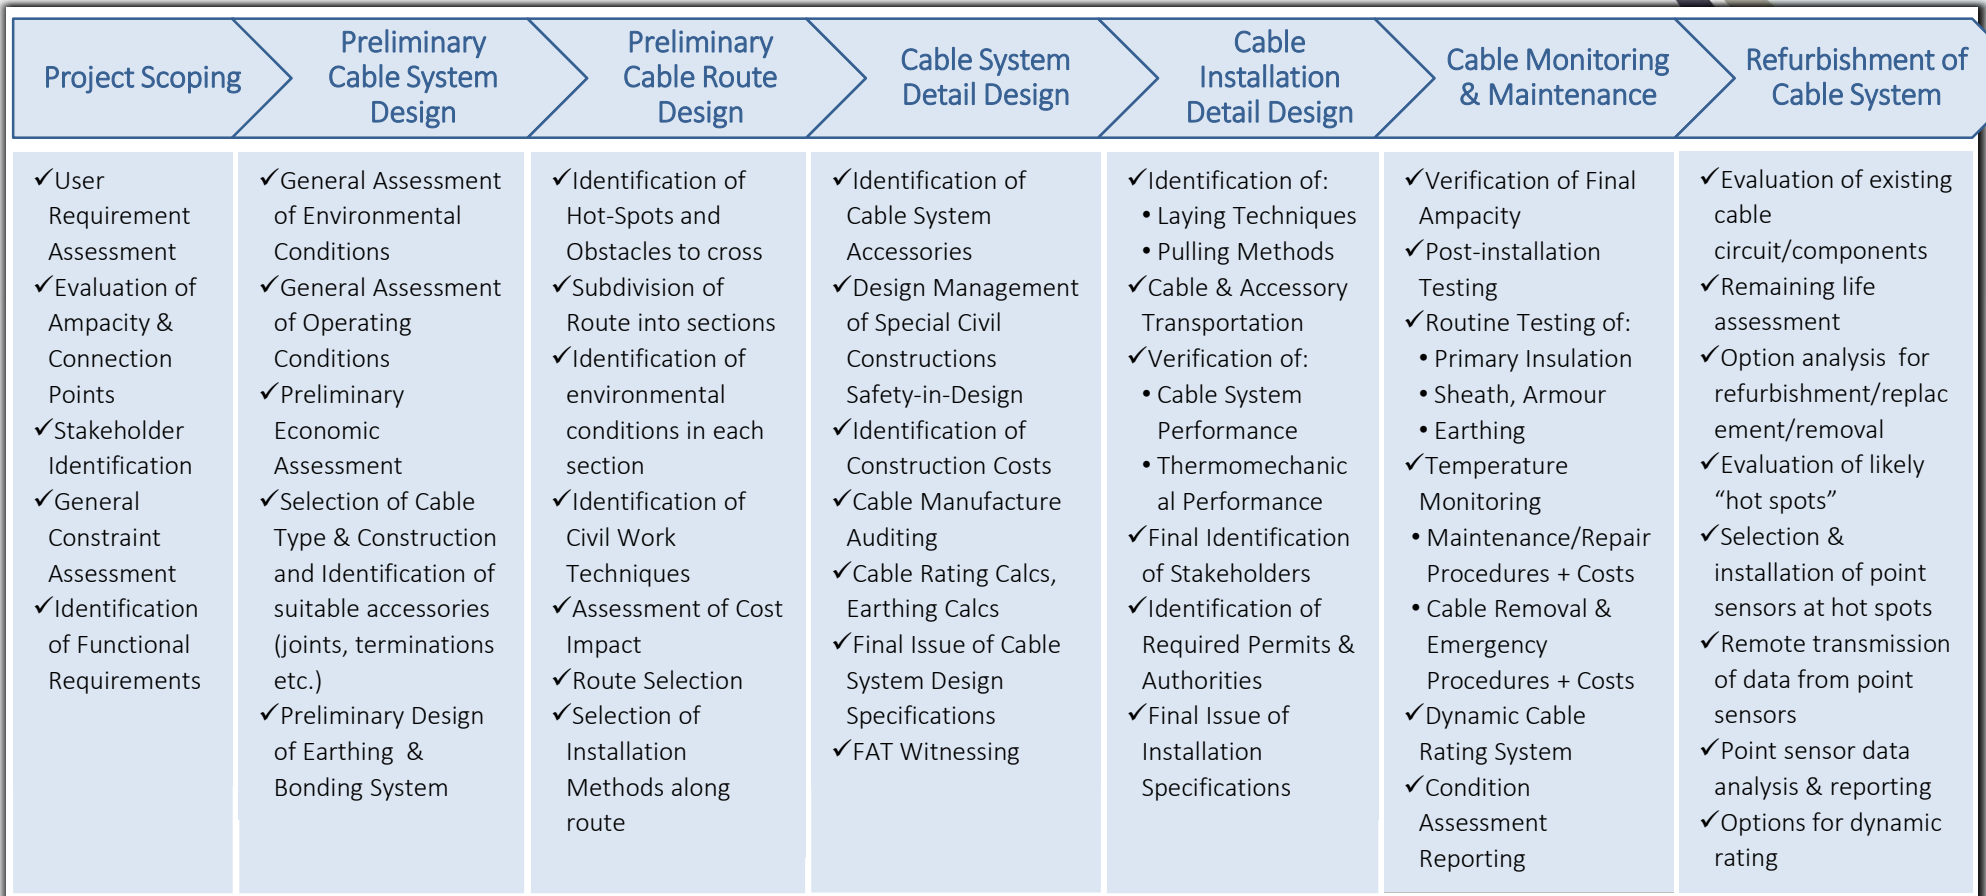 Project Scoping
Preliminary
Cable System
Design
Preliminary
Cable Route
Design
Cable System
Detail Design
Cable
Installation
Detail Design
Cable Monitoring
& Maintenance
Refurbishment of
Cable System
✓User
Requirement
Assessment
✓Evaluation of
Ampacity &
Connection
Points
✓Stakeholder
Identification
✓General
Constraint
Assessment
✓Identification
of Functional
Requirements
✓General Assessment
of Environmental
Conditions
✓General Assessment
of Operating
Conditions
✓Preliminary
Economic
Assessment
✓Selection of Cable
Type & Construction
and Identification of
suitable accessories
(joints, terminations
etc.)
✓Preliminary Design
of Earthing &
Bonding System
✓Identification of
Hot-Spots and
Obstacles to cross
✓Subdivision of
Route into sections
✓Identification of
environmental
conditions in each
section
✓Identification of
Civil Work
Techniques
✓Assessment of Cost
Impact
✓Route Selection
✓Selection of
Installation
Methods along
route
✓Identification of
Cable System
Accessories
✓Design Management
of Special Civil
Constructions
Safety-in-Design
✓Identification of
Construction Costs
✓Cable Manufacture
Auditing
✓Cable Rating Calcs,
Earthing Calcs
✓Final Issue of Cable
System Design
Specifications
✓FAT Witnessing
✓Identification of:
• Laying Techniques
• Pulling Methods
✓Cable & Accessory
Transportation
✓Verification of:
• Cable System
Performance
• Thermomechanic
al Performance
✓Final Identification
of Stakeholders
✓Identification of
Required Permits &
Authorities
✓Final Issue of
Installation
Specifications
✓Verification of Final
Ampacity
✓Post-installation
Testing
✓Routine Testing of:
• Primary Insulation
• Sheath, Armour
• Earthing
✓Temperature
Monitoring
• Maintenance/Repair
Procedures + Costs
• Cable Removal &
Emergency
Procedures + Costs
✓Dynamic Cable
Rating System
✓Condition
Assessment
Reporting
✓Evaluation of existing
cable
circuit/components
✓Remaining life
assessment
✓Option analysis for
refurbishment/replac
ement/removal
✓Evaluation of likely
“hot spots”
✓Selection &
installation of point
sensors at hot spots
✓Remote transmission
of data from point
sensors
✓Point sensor data
analysis & reporting
✓Options for dynamic
rating